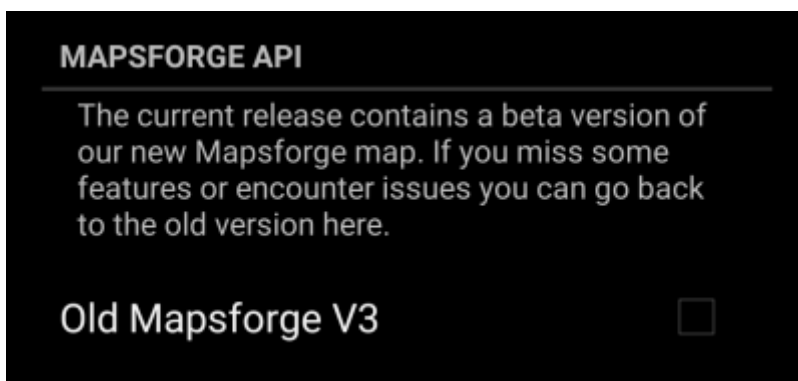 MAPSFORGE API
The current release contains a beta version of
our new Mapsforge map. If you miss some
features or encounter issues you can go back
to the old version here.
Old Mapsforge V3